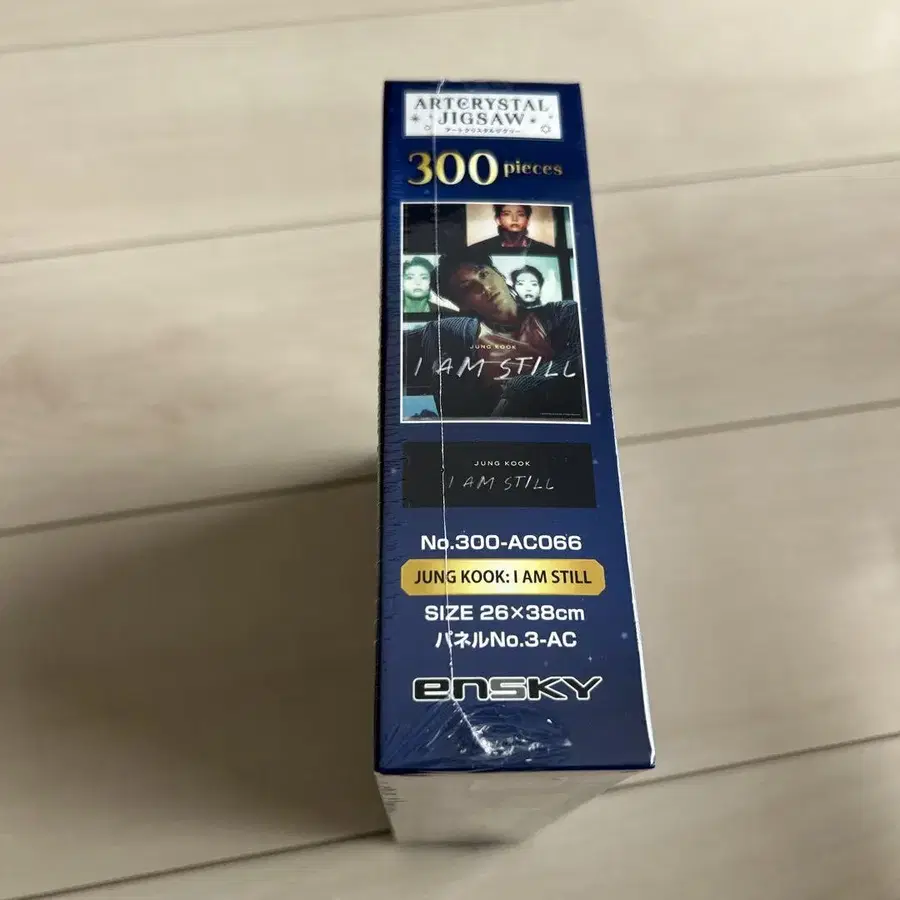 ARTCRYSTAL
JIGSAW
アートクリスタルジグソー
300 pieces
JUNG KOOK
I AM STILL
JUNG KOOK
I AM STILL
No.300-AC066
JUNG KOOK: I AM STILL
SIZE 26×38cm
パネルNo.3-AC
ensky